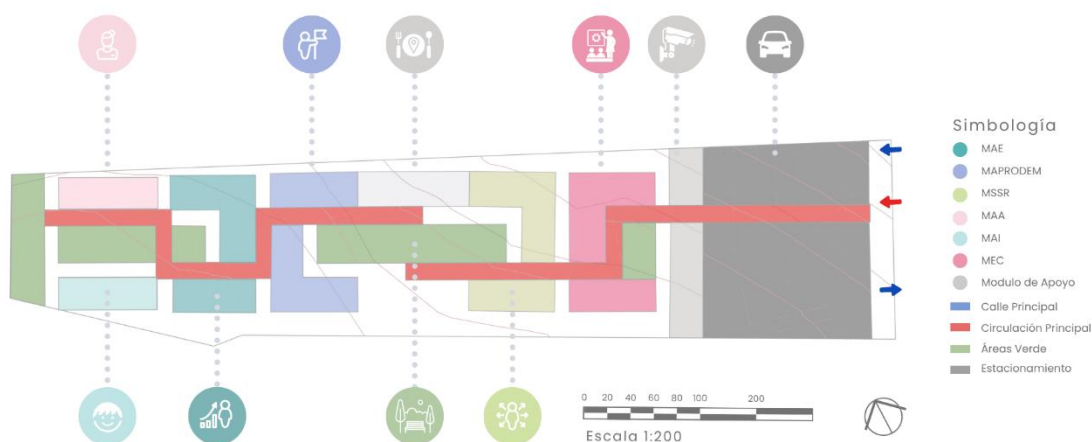 Simbología
MAE
MAPRODEM
MSSR
MAA
MAI
MEC
Modulo de Apoyo
Calle Principal
Circulación Principal
Áreas Verde
Estacionamiento
0 20 40 60 80 100 200
Escala 1:200